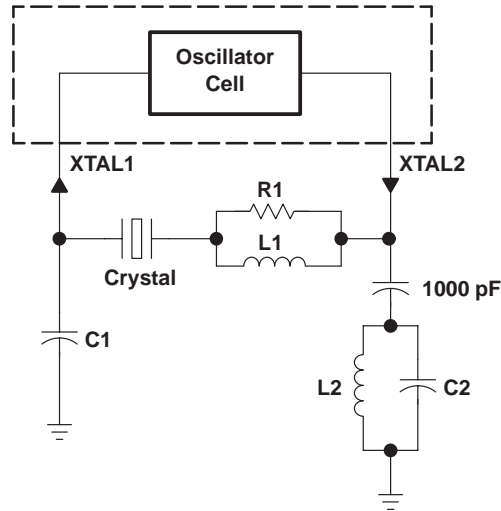 Oscillator
Cell
XTAL1
XTAL2
R1
L1
Crystal
1000 pF
C1
L2
C2